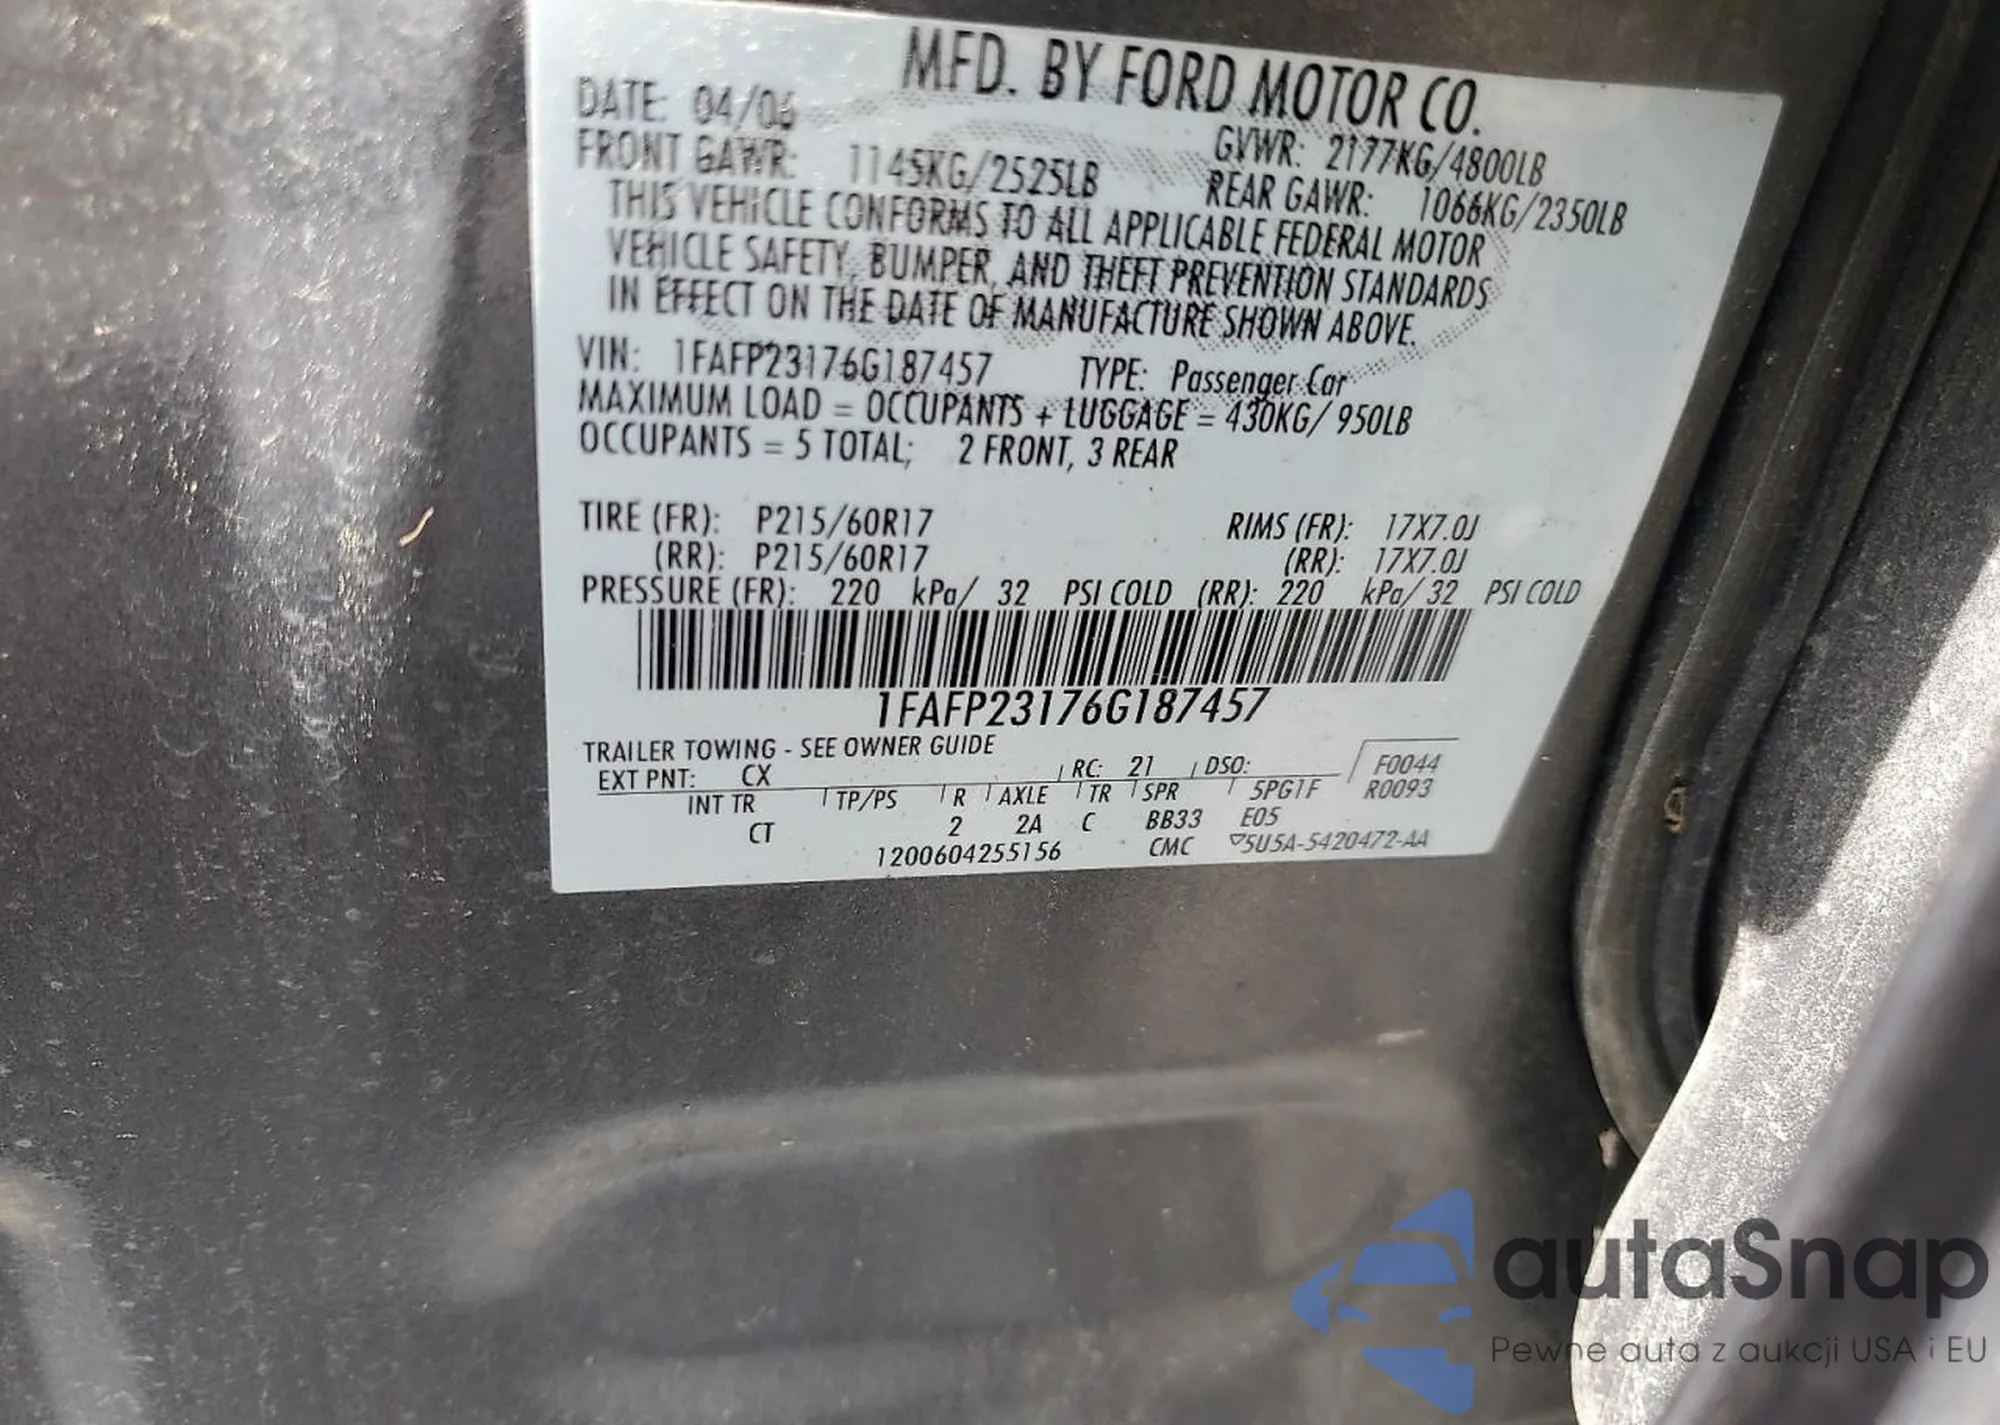 MFD. BY FORD MOTOR CO.
DATE: 04/06 GVWR: 2177KG/4800LB
FRONT GAWR: 1145KG/2525LB REAR GAWR: 1066KG/2350LB
THIS VEHICLE CONFORMS TO ALL APPLICABLE FEDERAL MOTOR
VEHICLE SAFETY, BUMPER, AND THEFT PREVENTION STANDARDS
IN EFFECT ON THE DATE OF MANUFACTURE SHOWN ABOVE.
VIN: 1FAFP23176G187457 TYPE: Passenger Car
MAXIMUM LOAD = OCCUPANTS + LUGGAGE = 430KG/ 950LB
OCCUPANTS = 5 TOTAL; 2 FRONT, 3 REAR
TIRE (FR): P215/60R17 RIMS (FR): 17X7.0J
(RR): P215/60R17 (RR): 17X7.0J
PRESSURE (FR): 220 kPa/ 32 PSI COLD (RR): 220 kPa/ 32 PSI COLD
1FAFP23176G187457
TRAILER TOWING - SEE OWNER GUIDE
EXT PNT: CX RC: 21 DSO: F0044
INT TR TP/PS R AXLE TR SPR 5PG1F R0093
CT 2 2A C BB33 E05
1200604255156 CMC ▽5U5A-5420472-AA
autaSnap
Pewne auta z aukcji USA i EU